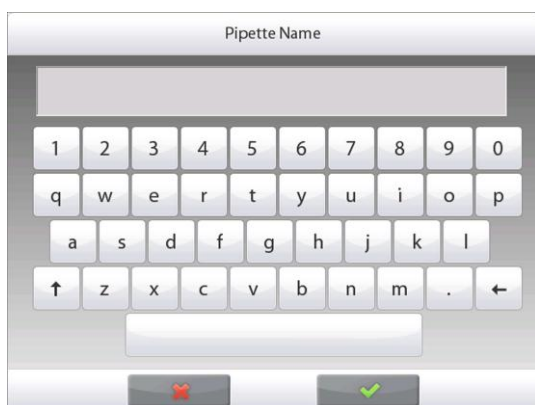 Pipette Name
1 2 3 4 5 6 7 8 9 0
q w e r t y u i o p
a s d f g h j k l
↑ z x c v b n m . ←